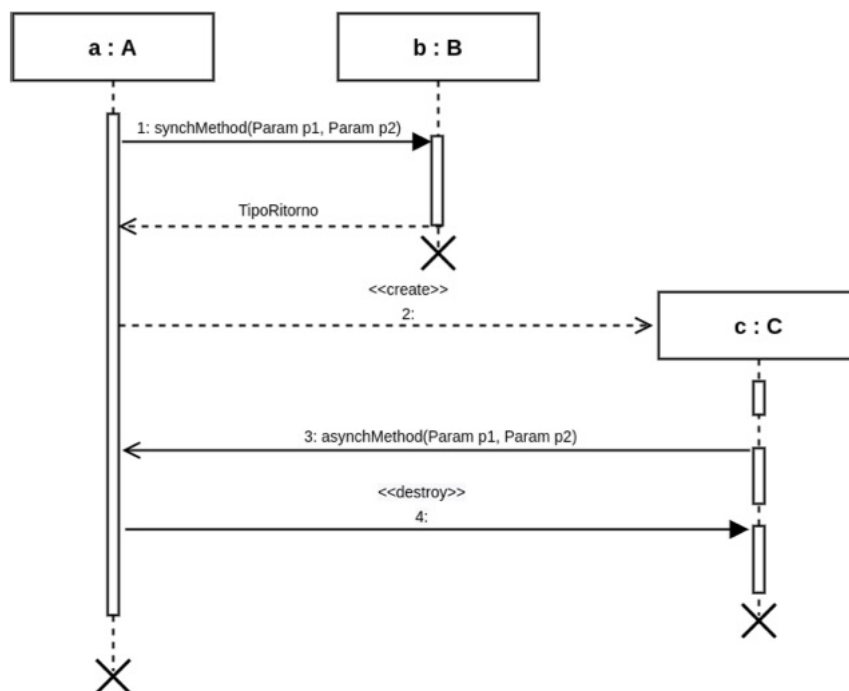 a : A
b : B
1: synchMethod(Param p1, Param p2)
TipoRitorno
<<create>>
2:
c : C
3: asynchMethod(Param p1, Param p2)
<<destroy>>
4: